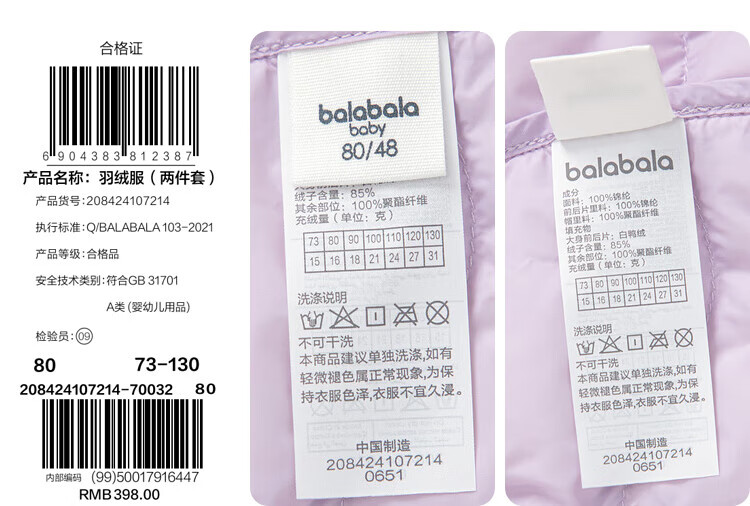 合格证
6 904383 812387
产品名称：羽绒服（两件套）
产品货号：208424107214
执行标准：Q/BALABALA 103-2021
产品等级：合格品
安全技术类别：符合GB 31701
A类 (婴幼儿用品)
检验员：09
80 73-130
208424107214-70032 80
内部编码 (99)50017916447
RMB398.00
balabala
baby
80/48
绒子含量：85%
其余部位：100%聚酯纤维
充绒量（单位：克）
73 80 90 100 110 120 130
15 16 18 21 24 27 31
洗涤说明
不可干洗
本商品建议单独洗涤,如有
轻微褪色属正常现象,为保
持衣服色泽,衣服不宜久浸。
中国制造
208424107214
0651
balabala
成分
面料：100%锦纶
前后片里料：100%锦纶
帽里料：100%聚酯纤维
填充物
大身前后片：白鸭绒
绒子含量：85%
其余部位：100%聚酯纤维
充绒量（单位：克）
73 80 90 100 110 120 130
15 16 18 21 24 27 31
洗涤说明
不可干洗
本商品建议单独洗涤,如有
轻微褪色属正常现象,为保
持衣服色泽,衣服不宜久浸。
中国制造
208424107214
0651